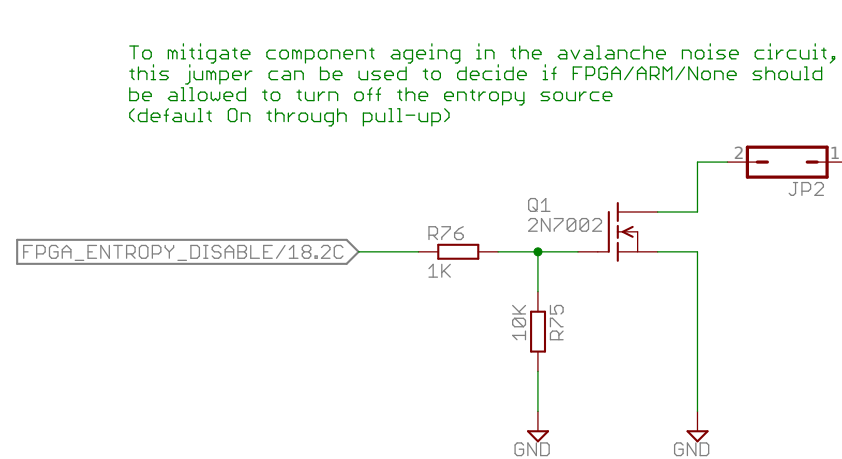 To mitigate component ageing in the avalanche noise circuit,
this jumper can be used to decide if FPGA/ARM/None should
be allowed to turn off the entropy source
(default On through pull-up)
2
1
JP2
Q1
2N7002
R76
FPGA_ENTROPY_DISABLE/18.2C
1K
10K
R75
GND
GND